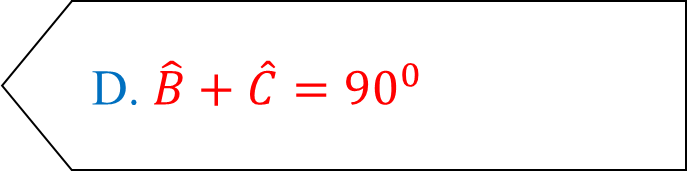 D. B̂ + Ĉ = 90⁰